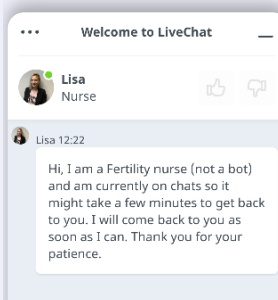 Welcome to LiveChat
Lisa
Nurse
Lisa 12:22
Hi, I am a Fertility nurse (not a bot)
and am currently on chats so it
might take a few minutes to get back
to you. I will come back to you as
soon as I can. Thank you for your
patience.